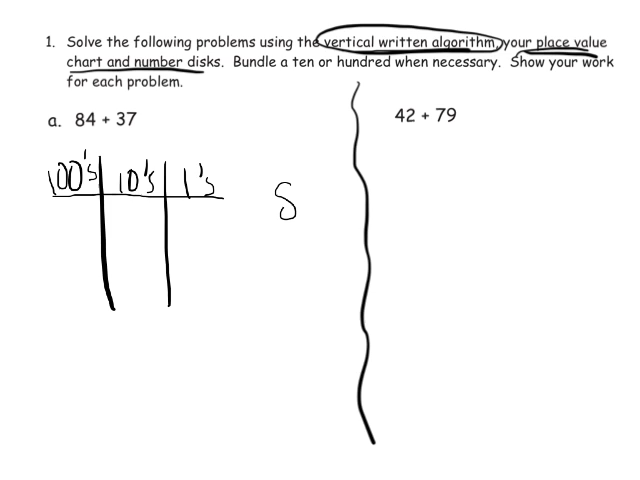 1. Solve the following problems using the vertical written algorithm, your place value
chart and number disks. Bundle a ten or hundred when necessary. Show your work
for each problem.
a. 84 + 37
42 + 79
100's 10's 1's
8